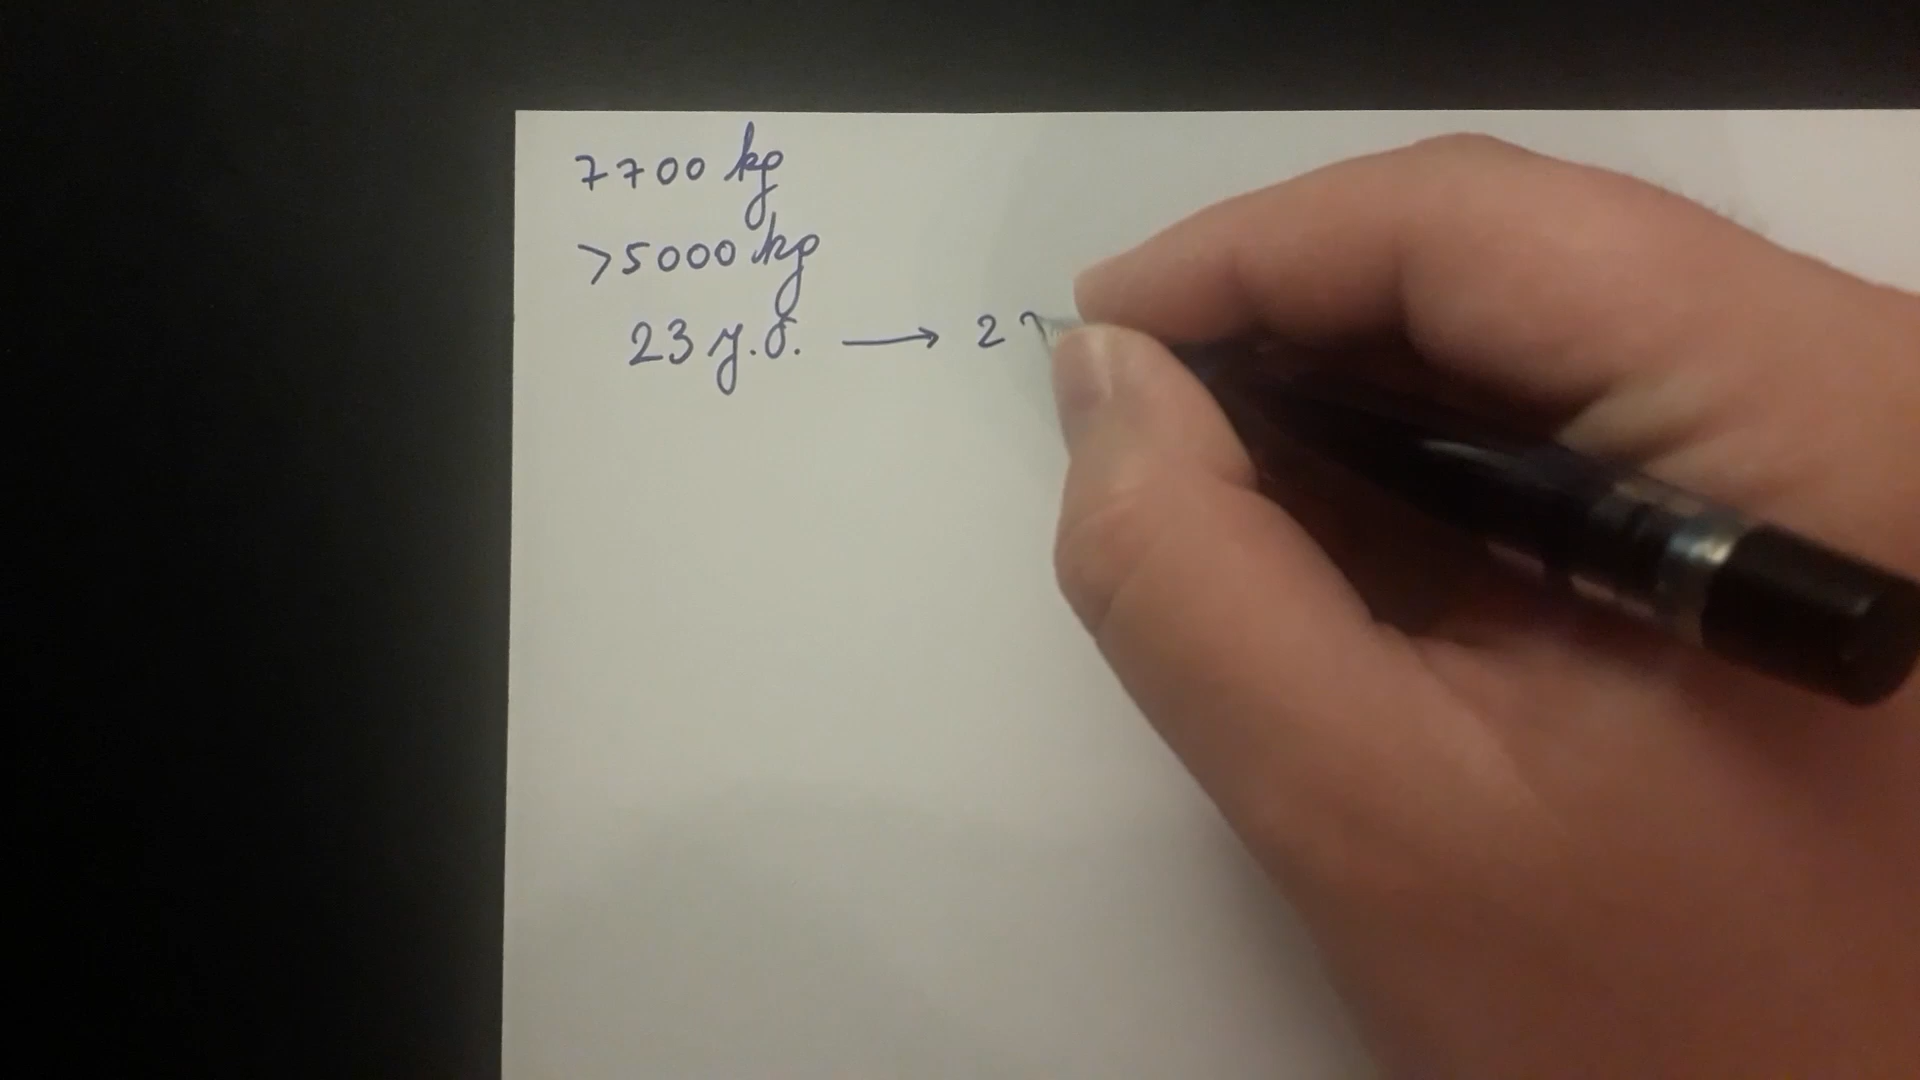 7700 kg
>5000 kg
23 y.o. → 2